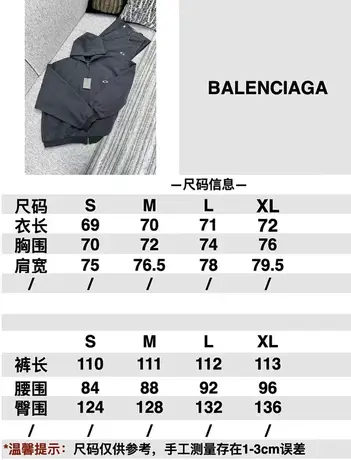 BALENCIAGA
—尺码信息—
尺码 S M L XL
衣长 69 70 71 72
胸围 70 72 74 76
肩宽 75 76.5 78 79.5
/ / / / /
S M L XL
裤长 110 111 112 113
腰围 84 88 92 96
臀围 124 128 132 136
/ / / / /
*温馨提示：尺码仅供参考，手工测量存在1-3cm误差